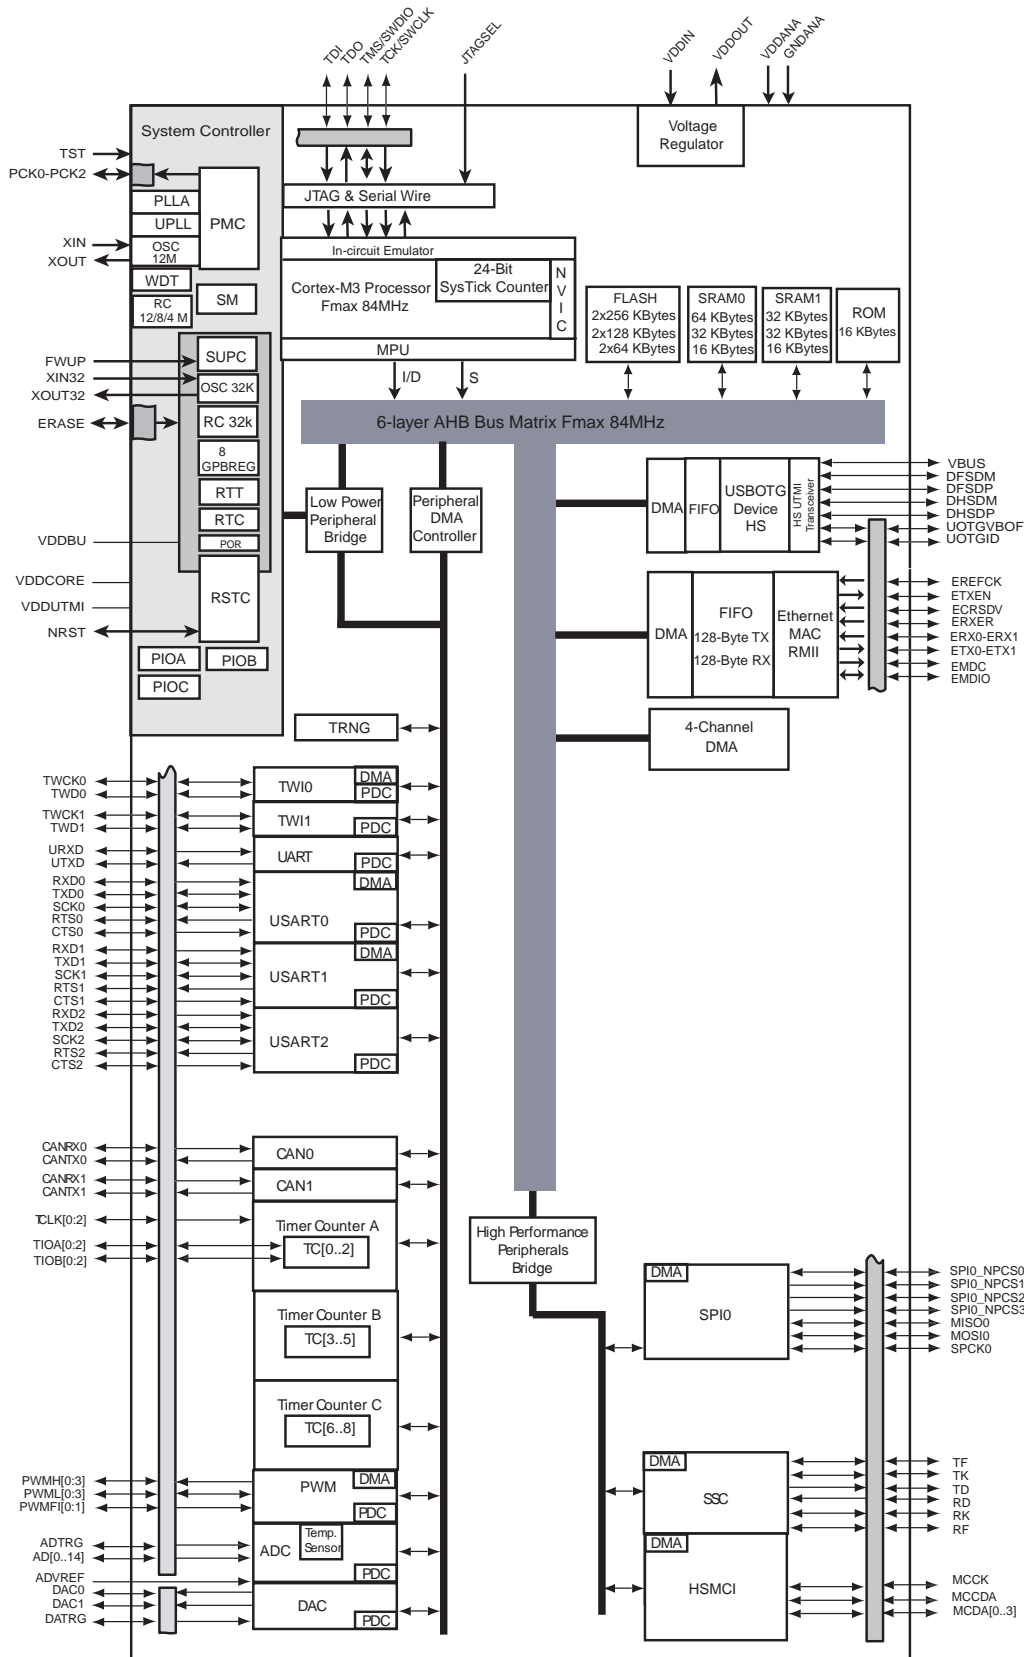 TDI
TDO
TMS/SWDIO
TCK/SWCLK
JTAGSEL
VDDIN
VDDOUT
VDDANA
GNDANA
System Controller
TST
PCK0-PCK2
PLLA
UPLL
PMC
XIN
XOUT
OSC
12M
WDT
RC
12/8/4 M
SM
FWUP
XIN32
XOUT32
ERASE
SUPC
OSC 32K
RC 32k
8
GPBREG
RTT
RTC
VDDBU
POR
VDDCORE
VDDUTMI
NRST
RSTC
PIOA
PIOB
PIOC
Voltage
Regulator
JTAG & Serial Wire
In-circuit Emulator
24-Bit
SysTick Counter
Cortex-M3 Processor
Fmax 84MHz
N
V
I
C
MPU
I/D
S
FLASH
2x256 KBytes
2x128 KBytes
2x64 KBytes
SRAM0
64 KBytes
32 KBytes
16 KBytes
SRAM1
32 KBytes
32 KBytes
16 KBytes
ROM
16 KBytes
6-layer AHB Bus Matrix Fmax 84MHz
Low Power
Peripheral
Bridge
Peripheral
DMA
Controller
DMA
FIFO
USBOTG
Device
HS
HS UTMI
Transceiver
VBUS
DFSDM
DFSDP
DHSDM
DHSDP
UOTGVBOF
UOTGID
DMA
FIFO
128-Byte TX
128-Byte RX
Ethernet
MAC
RMII
EREFCK
ETXEN
ECRSDV
ERXER
ERX0-ERX1
ETX0-ETX1
EMDC
EMDIO
4-Channel
DMA
TRNG
TWCK0
TWD0
TWI0
DMA
PDC
TWCK1
TWD1
TWI1
PDC
URXD
UTXD
UART
PDC
RXD0
TXD0
SCK0
RTS0
CTS0
USART0
DMA
PDC
RXD1
TXD1
SCK1
RTS1
CTS1
USART1
DMA
PDC
RXD2
TXD2
SCK2
RTS2
CTS2
USART2
PDC
CANRX0
CANTX0
CAN0
CANRX1
CANTX1
CAN1
TCLK[0:2]
TIOA[0:2]
TIOB[0:2]
Timer Counter A
TC[0..2]
Timer Counter B
TC[3..5]
Timer Counter C
TC[6..8]
PWMH[0:3]
PWML[0:3]
PWMFI[0:1]
PWM
DMA
PDC
ADTRG
AD[0..14]
ADVREF
ADC
Temp.
Sensor
PDC
DAC0
DAC1
DATRG
DAC
PDC
High Performance
Peripherals
Bridge
DMA
SPI0
SPI0_NPCS0
SPI0_NPCS1
SPI0_NPCS2
SPI0_NPCS3
MISO0
MOSI0
SPCK0
DMA
SSC
TF
TK
TD
RD
RK
RF
DMA
HSMCI
MCCK
MCCDA
MCDA[0..3]